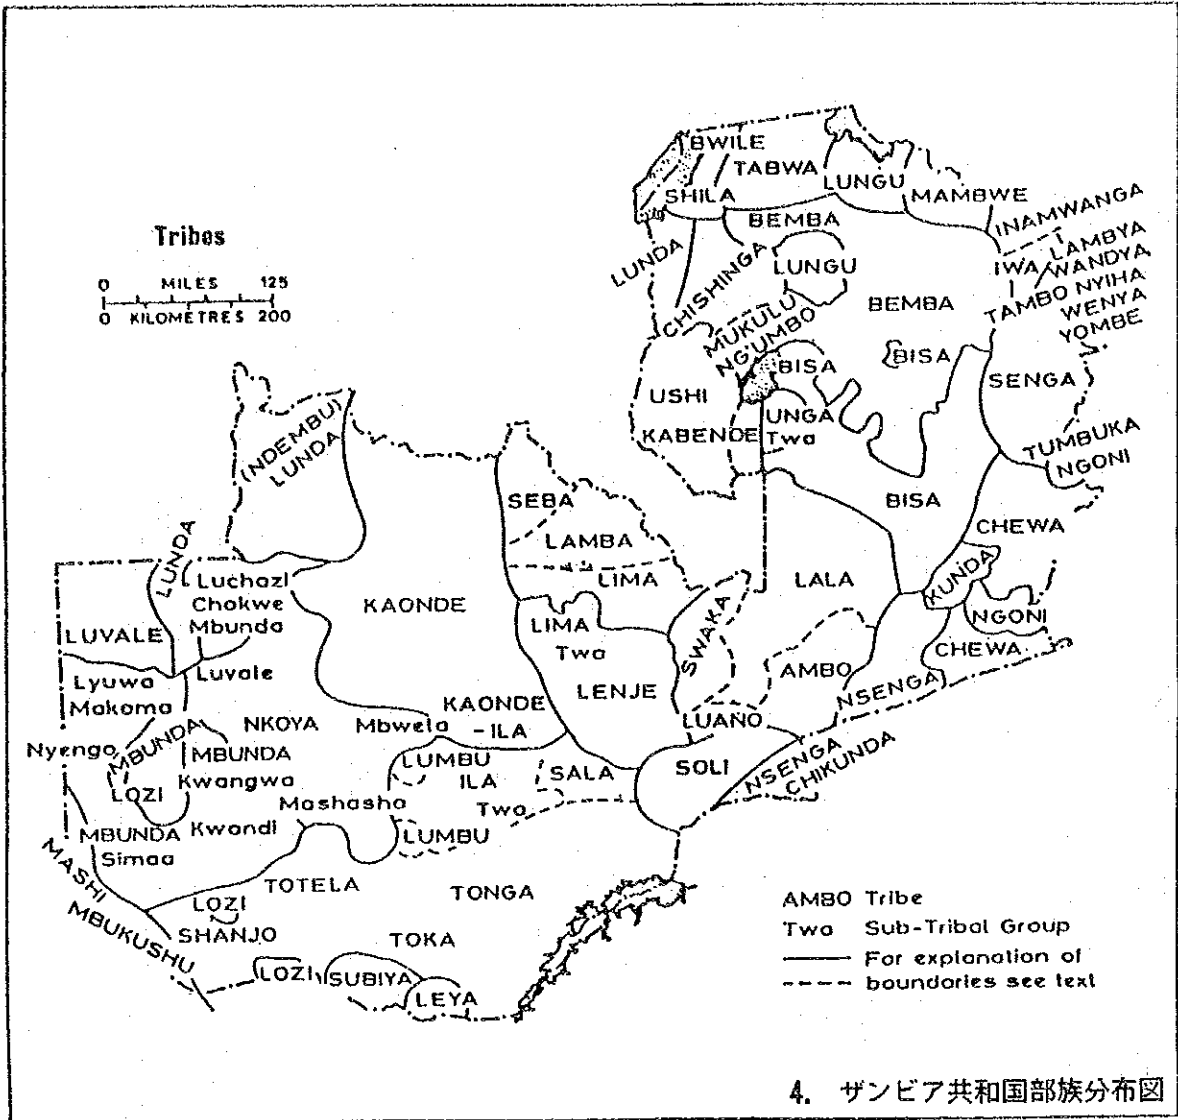 Tribes
0 MILES 125
0 KILOMETRES 200
BWILE
TABWA
SHILA
LUNGU
MAMBWE
INAMWANGA
BEMBA
LUNDA
CHISHINGA
LUNGU
IWA
LAMBYA
WANDYA
TAMBO
NYIHA
WENYA
YOMBE
BEMBA
MUKULU
NG'UMBO
BISA
BISA
SENGA
USHI
UNGA
Twa
KABENDE
TUMBUKA
NGONI
BISA
CHEWA
(NDEMBU)
LUNDA
SEBA
LAMBA
LIMA
LALA
KUNDA
NGONI
CHEWA
LUNDA
Luchazi
Chokwe
Mbunda
KAONDE
LUVALE
Luvale
LIMA
Twa
SWAKA
AMBO
LENJE
NSENGA
Lyuwa
Makoma
NKOYA
Mbwela
KAONDE
-ILA
LUANO
Nyengo
MBUNDA
MBUNDA
LUMBU
ILA
SALA
SOLI
NSENGA
CHIKUNDA
LOZI
Kwangwa
Mashasha
Twa
MBUNDA
Simaa
Kwandi
LUMBU
MASHI
MBUKUSHU
TOTELA
TONGA
LOZI
SHANJO
TOKA
LOZI
SUBIYA
LEYA
AMBO Tribe
Twa Sub-Tribal Group
For explanation of
boundaries see text
4. ザンビア共和国部族分布図